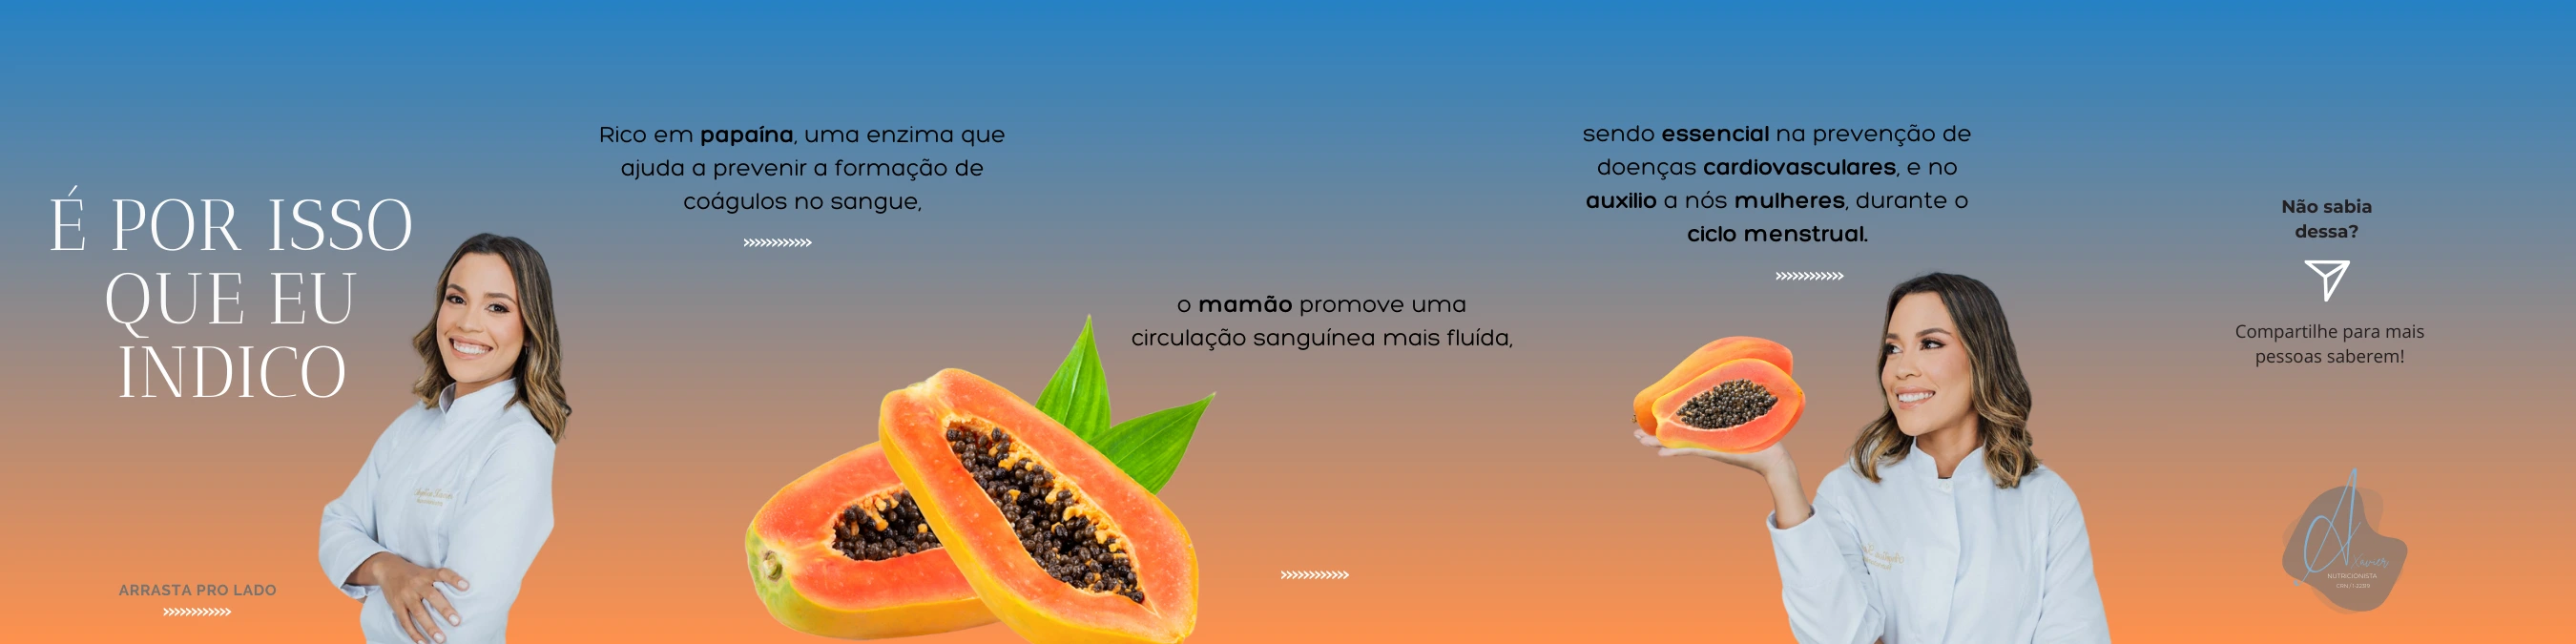 É POR ISSO
QUE EU
INDICO
ARRASTA PRO LADO
Rico em papaína, uma enzima que
ajuda a prevenir a formação de
coágulos no sangue,
o mamão promove uma
circulação sanguínea mais fluída,
sendo essencial na prevenção de
doenças cardiovasculares, e no
auxilio a nós mulheres, durante o
ciclo menstrual.
Não sabia
dessa?
Compartilhe para mais
pessoas saberem!
A Xavier
NUTRICIONISTA